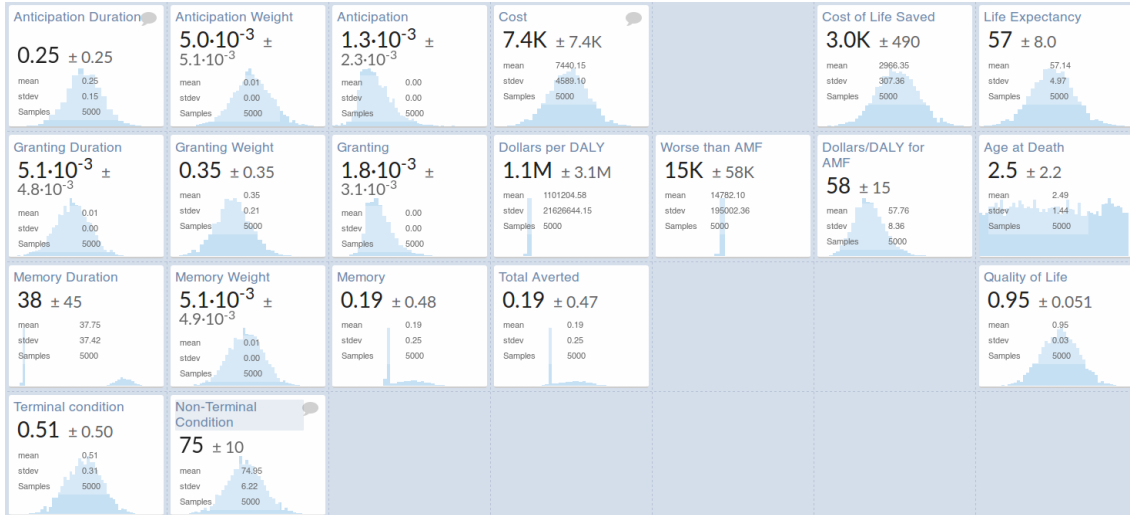 Anticipation Duration
0.25 ± 0.25
mean 0.25
stdev 0.15
Samples 5000
Anticipation Weight
5.0·10⁻³ ±
5.1·10⁻³
mean 0.01
stdev 0.00
Samples 5000
Anticipation
1.3·10⁻³ ±
2.3·10⁻³
mean 0.00
stdev 0.00
Samples 5000
Cost
7.4K ± 7.4K
mean 7440.15
stdev 4589.10
Samples 5000
Cost of Life Saved
3.0K ± 490
mean 2966.35
stdev 307.36
Samples 5000
Life Expectancy
57 ± 8.0
mean 57.14
stdev 4.97
Samples 5000
Granting Duration
5.1·10⁻³ ±
4.8·10⁻³
mean 0.01
stdev 0.00
Samples 5000
Granting Weight
0.35 ± 0.35
mean 0.35
stdev 0.21
Samples 5000
Granting
1.8·10⁻³ ±
3.1·10⁻³
mean 0.00
stdev 0.00
Samples 5000
Dollars per DALY
1.1M ± 3.1M
mean 1101204.58
stdev 21626644.15
Samples 5000
Worse than AMF
15K ± 58K
mean 14782.10
stdev 195002.36
Samples 5000
Dollars/DALY for
AMF
58 ± 15
mean 57.76
stdev 8.36
Samples 5000
Age at Death
2.5 ± 2.2
mean 2.49
stdev 1.44
Samples 5000
Memory Duration
38 ± 45
mean 37.75
stdev 37.42
Samples 5000
Memory Weight
5.1·10⁻³ ±
4.9·10⁻³
mean 0.01
stdev 0.00
Samples 5000
Memory
0.19 ± 0.48
mean 0.19
stdev 0.25
Samples 5000
Total Averted
0.19 ± 0.47
mean 0.19
stdev 0.25
Samples 5000
Quality of Life
0.95 ± 0.051
mean 0.95
stdev 0.03
Samples 5000
Terminal condition
0.51 ± 0.50
mean 0.51
stdev 0.31
Samples 5000
Non-Terminal
Condition
75 ± 10
mean 74.95
stdev 6.22
Samples 5000